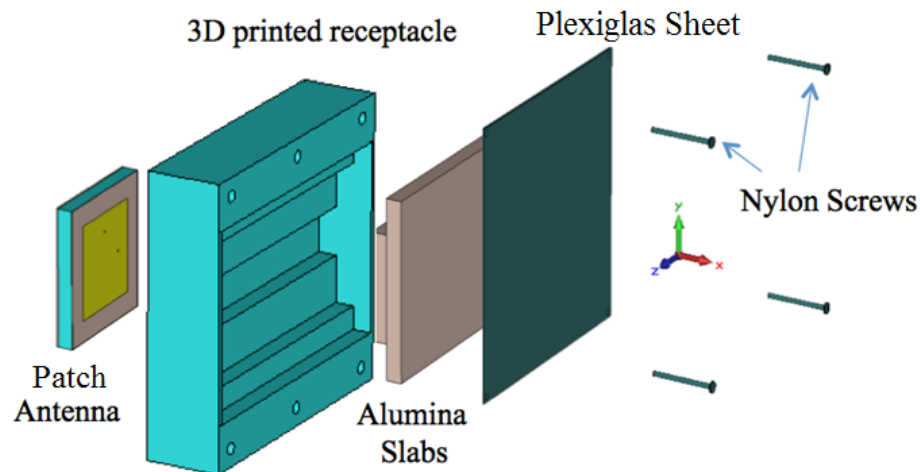 3D printed receptacle
Plexiglas Sheet
Nylon Screws
Patch
Antenna
Alumina
Slabs
y
z
x